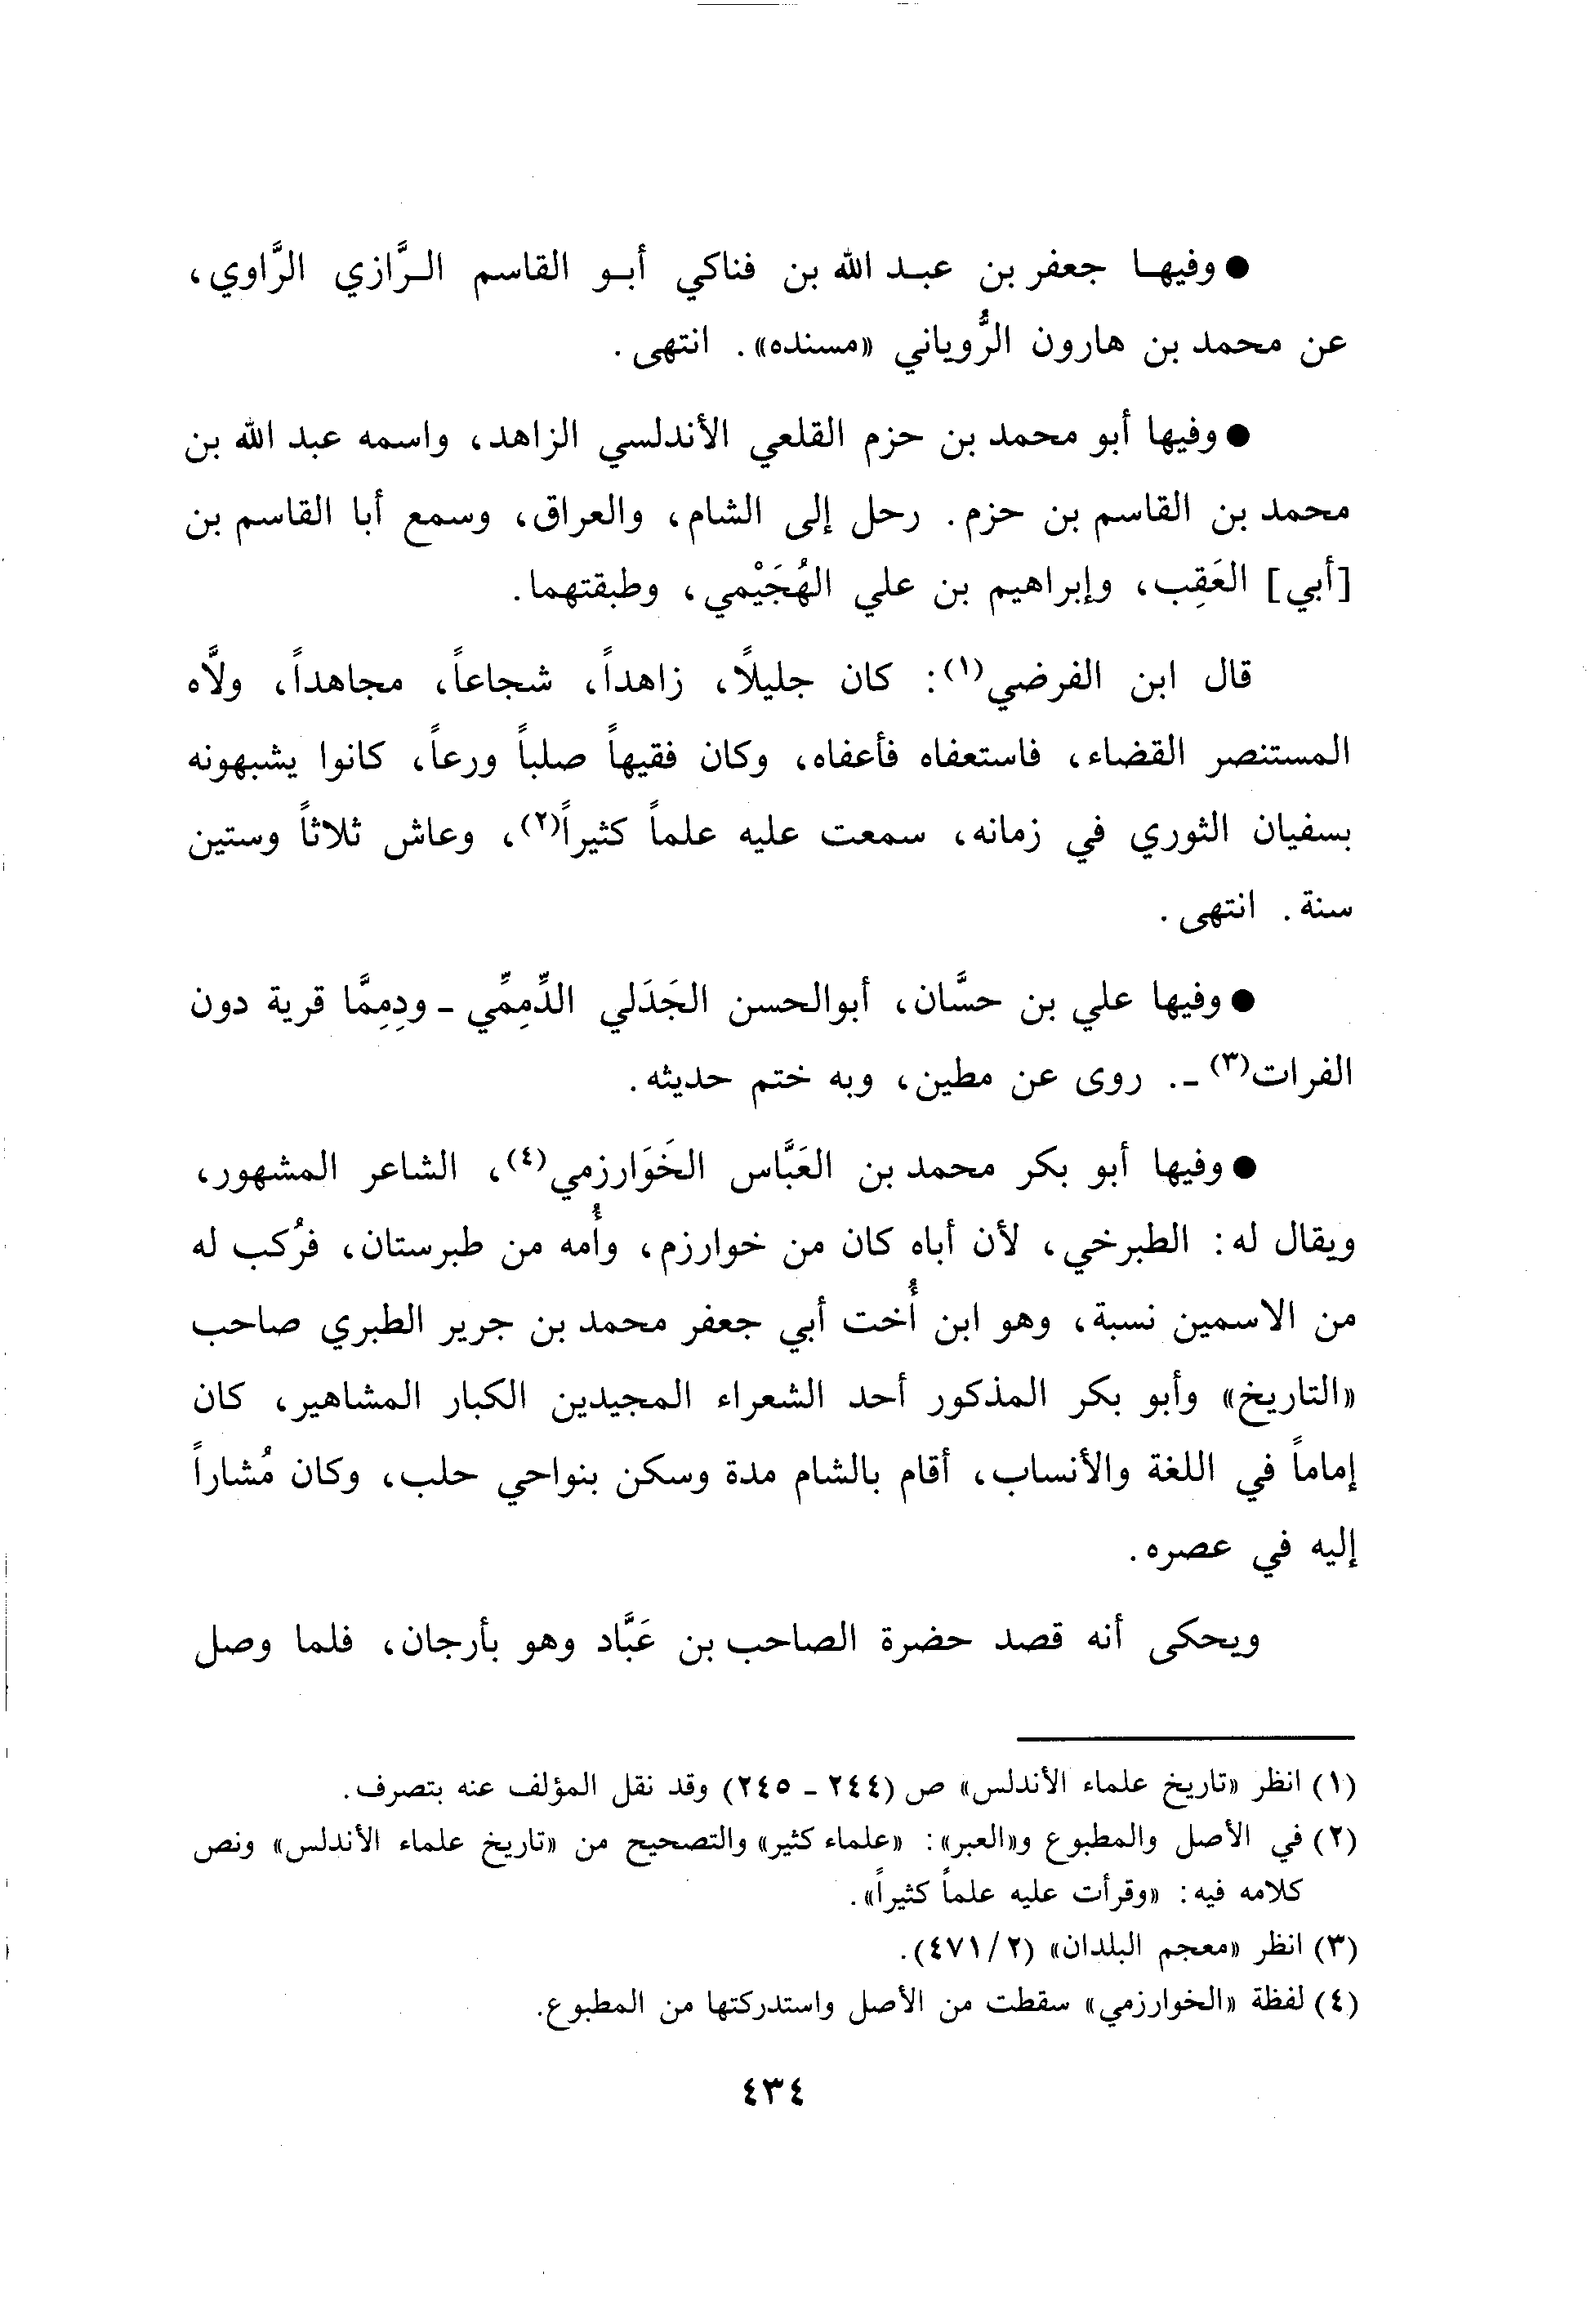 ● وفيها جعفر بن عبد الله بن فناكي أبو القاسم الرَّازي الرَّاوي،
عن محمد بن هارون الرُّوياني «مسنده». انتهى.
● وفيها أبو محمد بن حزم القلعي الأندلسي الزاهد، واسمه عبد الله بن
محمد بن القاسم بن حزم. رحل إلى الشام، والعراق، وسمع أبا القاسم بن
[أبي] العَقِب، وإبراهيم بن علي الهُجَيْمي، وطبقتهما.
قال ابن الفرضي(١): كان جليلًا، زاهداً، شجاعاً، مجاهداً، ولَّاه
المستنصر القضاء، فاستعفاه فأعفاه، وكان فقيهاً صلباً ورعاً، كانوا يشبهونه
بسفيان الثوري في زمانه، سمعت عليه علماً كثيراً(٢)، وعاش ثلاثاً وستين
سنة. انتهى.
● وفيها علي بن حسَّان، أبوالحسن الجَدَلي الدِّمِمِّي - ودِمِمَّا قرية دون
الفرات(٣) -. روى عن مطين، وبه ختم حديثه.
● وفيها أبو بكر محمد بن العَبَّاس الخَوَارزمي(٤)، الشاعر المشهور،
ويقال له: الطبرخي، لأن أباه كان من خوارزم، وأُمه من طبرستان، فرُكب له
من الاسمين نسبة، وهو ابن أُخت أبي جعفر محمد بن جرير الطبري صاحب
«التاريخ» وأبو بكر المذكور أحد الشعراء المجيدين الكبار المشاهير، كان
إماماً في اللغة والأنساب، أقام بالشام مدة وسكن بنواحي حلب، وكان مُشاراً
إليه في عصره.
ويحكى أنه قصد حضرة الصاحب بن عَبَّاد وهو بأرجان، فلما وصل
(١) انظر «تاريخ علماء الأندلس» ص (٢٤٤ - ٢٤٥) وقد نقل المؤلف عنه بتصرف.
(٢) في الأصل والمطبوع و«العبر»: «علماء كثير» والتصحيح من «تاريخ علماء الأندلس» ونص
كلامه فيه: «وقرأت عليه علماً كثيراً».
(٣) انظر «معجم البلدان» (٢/٤٧١).
(٤) لفظة «الخوارزمي» سقطت من الأصل واستدركتها من المطبوع.
٤٣٤